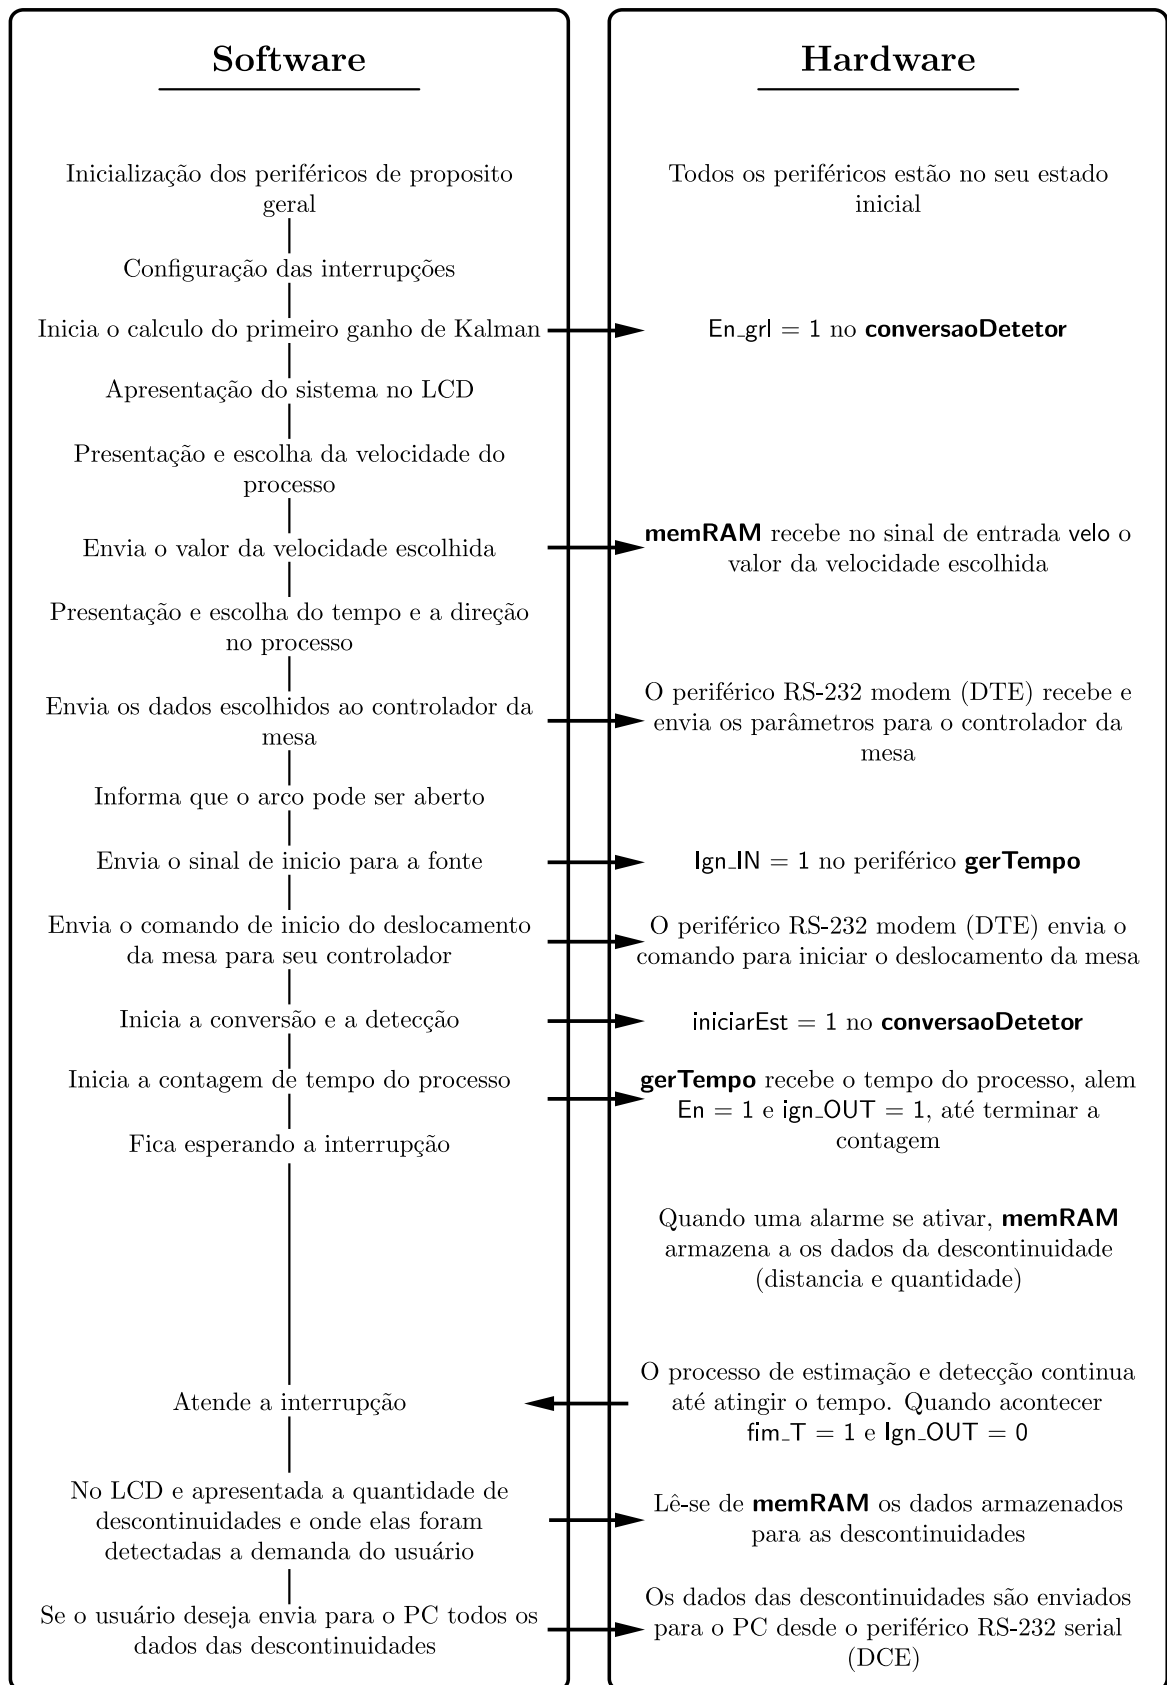 Software
Inicialização dos periféricos de proposito
geral
Configuração das interrupções
Inicia o calculo do primeiro ganho de Kalman
Apresentação do sistema no LCD
Presentação e escolha da velocidade do
processo
Envia o valor da velocidade escolhida
Presentação e escolha do tempo e a direção
no processo
Envia os dados escolhidos ao controlador da
mesa
Informa que o arco pode ser aberto
Envia o sinal de inicio para a fonte
Envia o comando de inicio do deslocamento
da mesa para seu controlador
Inicia a conversão e a detecção
Inicia a contagem de tempo do processo
Fica esperando a interrupção
Atende a interrupção
No LCD e apresentada a quantidade de
descontinuidades e onde elas foram
detectadas a demanda do usuário
Se o usuário deseja envia para o PC todos os
dados das descontinuidades
Hardware
Todos os periféricos estão no seu estado
inicial
En_grl = 1 no conversaoDetetor
memRAM recebe no sinal de entrada velo o
valor da velocidade escolhida
O periférico RS-232 modem (DTE) recebe e
envia os parâmetros para o controlador da
mesa
Ign_IN = 1 no periférico gerTempo
O periférico RS-232 modem (DTE) envia o
comando para iniciar o deslocamento da mesa
iniciarEst = 1 no conversaoDetetor
gerTempo recebe o tempo do processo, alem
En = 1 e ign_OUT = 1, até terminar a
contagem
Quando uma alarme se ativar, memRAM
armazena a os dados da descontinuidade
(distancia e quantidade)
O processo de estimação e detecção continua
até atingir o tempo. Quando acontecer
fim_T = 1 e Ign_OUT = 0
Lê-se de memRAM os dados armazenados
para as descontinuidades
Os dados das descontinuidades são enviados
para o PC desde o periférico RS-232 serial
(DCE)